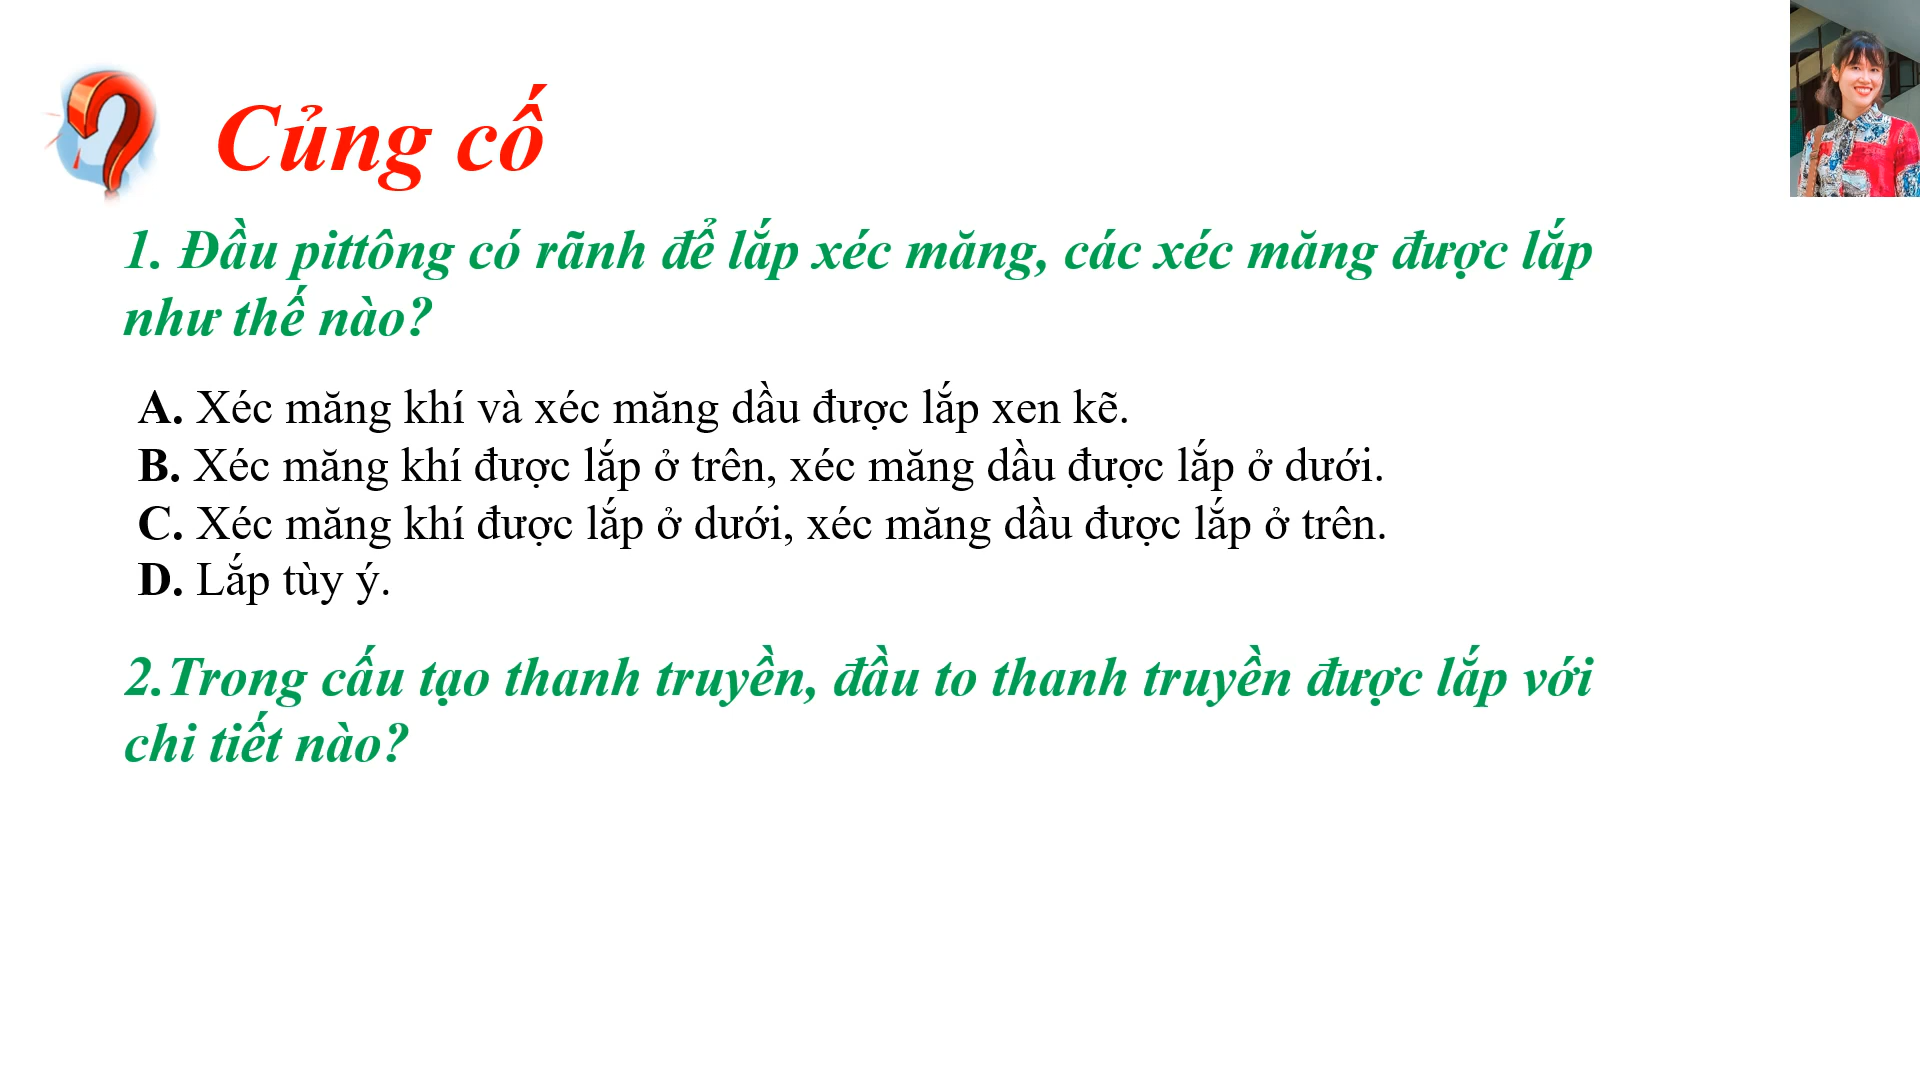 Củng cố
1. Đầu pittông có rãnh để lắp xéc măng, các xéc măng được lắp
như thế nào?
A. Xéc măng khí và xéc măng dầu được lắp xen kẽ.
B. Xéc măng khí được lắp ở trên, xéc măng dầu được lắp ở dưới.
C. Xéc măng khí được lắp ở dưới, xéc măng dầu được lắp ở trên.
D. Lắp tùy ý.
2.Trong cấu tạo thanh truyền, đầu to thanh truyền được lắp với
chi tiết nào?